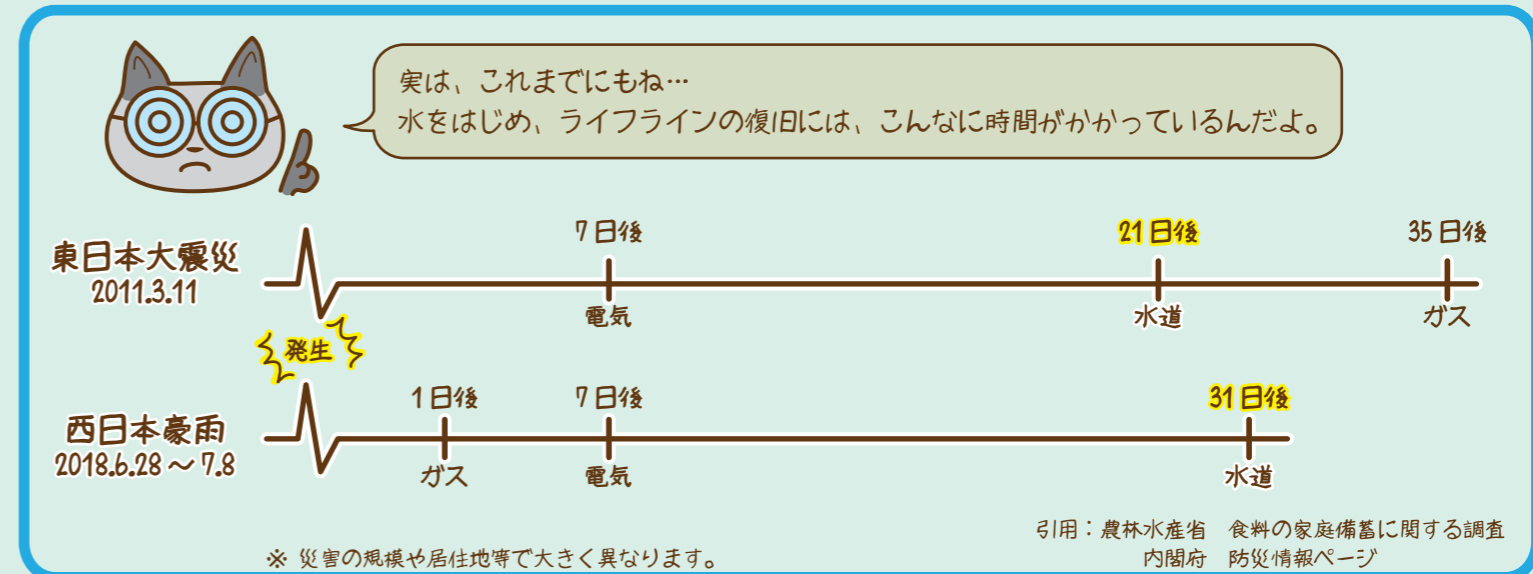 実は、これまでにもね…
水をはじめ、ライフラインの復旧には、こんなに時間がかかっているんだよ。
東日本大震災
2011.3.11
7日後
21日後
35日後
電気
水道
ガス
発生
西日本豪雨
2018.6.28～7.8
1日後
7日後
31日後
ガス
電気
水道
※ 災害の規模や居住地等で大きく異なります。
引用：農林水産省　食料の家庭備蓄に関する調査
内閣府　防災情報ページ